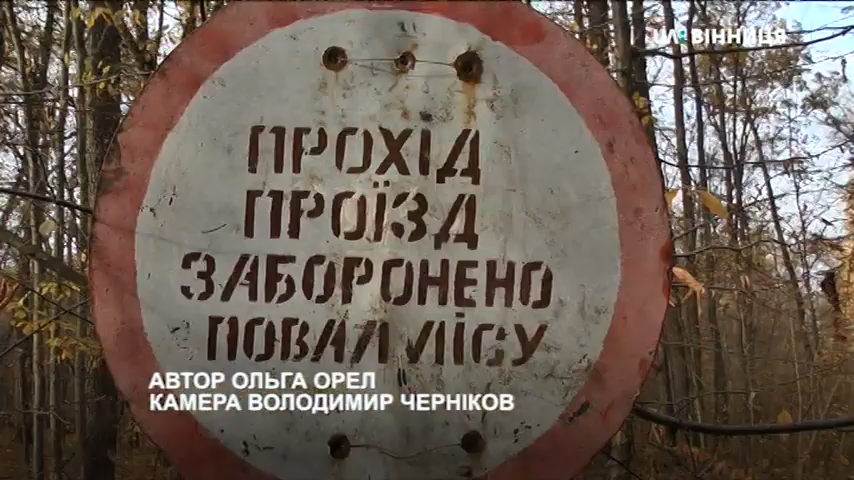 ВІННИЦЯ
ПРОХІД
ПРОЇЗД
ЗАБОРОНЕНО
ПОВАЛ ЛІСУ
АВТОР ОЛЬГА ОРЕЛ
КАМЕРА ВОЛОДИМИР ЧЕРНІКОВ